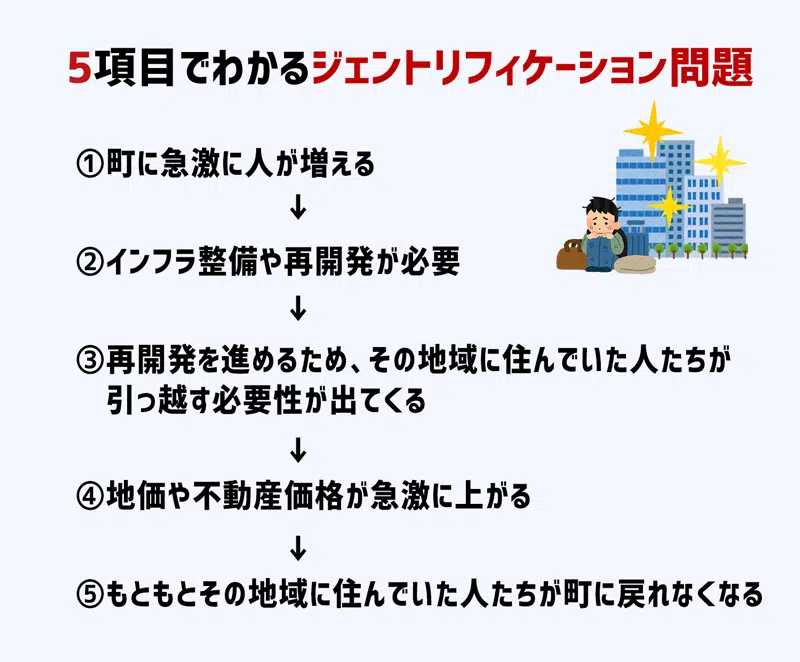 5項目でわかるジェントリフィケーション問題
①町に急激に人が増える
↓
②インフラ整備や再開発が必要
↓
③再開発を進めるため、その地域に住んでいた人たちが
引っ越す必要性が出てくる
↓
④地価や不動産価格が急激に上がる
↓
⑤もともとその地域に住んでいた人たちが町に戻れなくなる